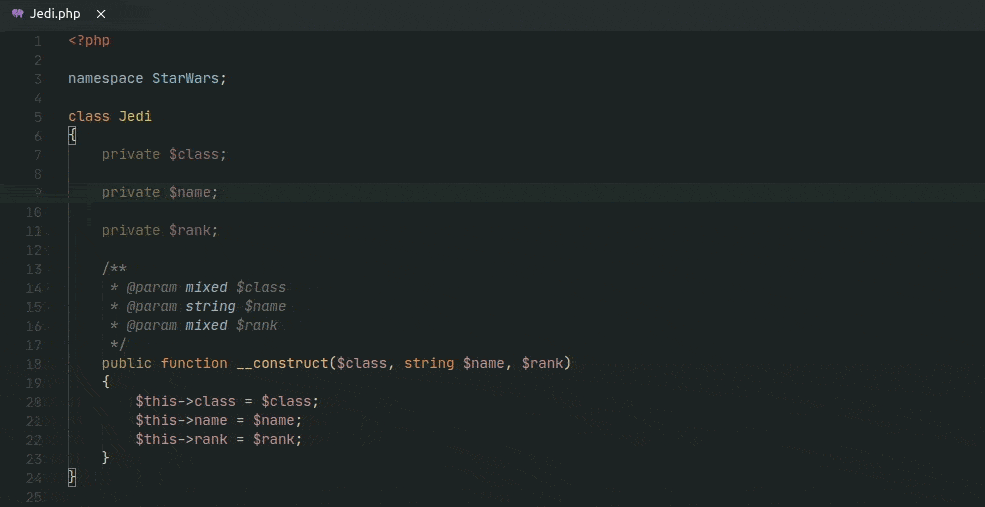 Jedi.php
1 <?php
2
3 namespace StarWars;
4
5 class Jedi
6 {
7 private $class;
8
9 private $name;
10
11 private $rank;
12
13 /**
14 * @param mixed $class
15 * @param string $name
16 * @param mixed $rank
17 */
18 public function __construct($class, string $name, $rank)
19 {
20 $this->class = $class;
21 $this->name = $name;
22 $this->rank = $rank;
23 }
24 }
25